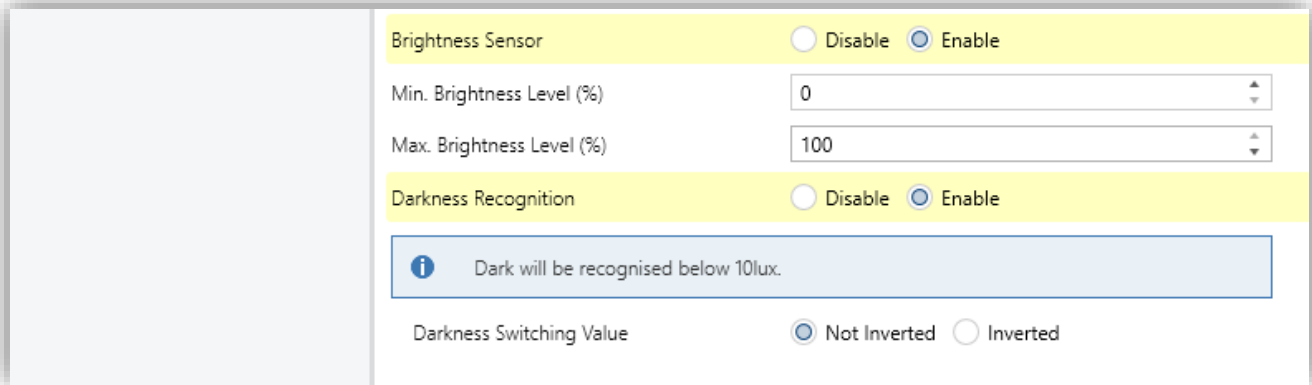 Brightness Sensor Disable Enable
Min. Brightness Level (%) 0
Max. Brightness Level (%) 100
Darkness Recognition Disable Enable
Dark will be recognised below 10lux.
Darkness Switching Value Not Inverted Inverted